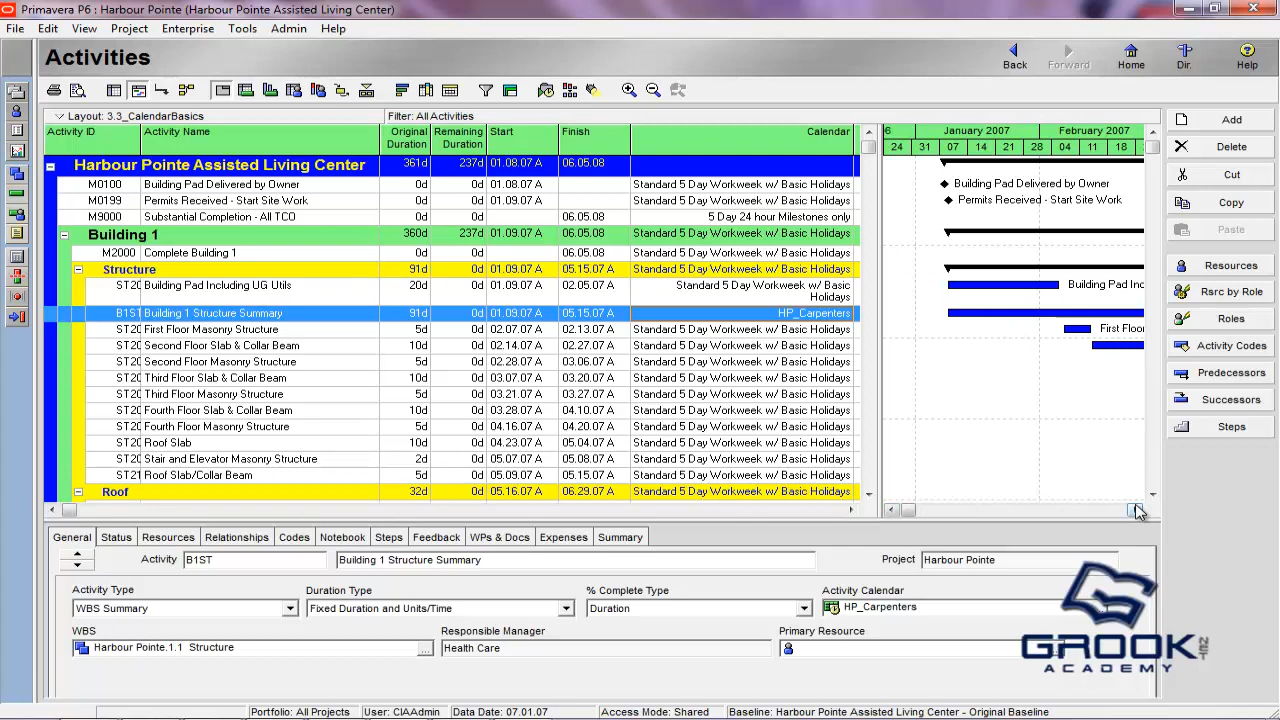 Primavera P6 : Harbour Pointe (Harbour Pointe Assisted Living Center)
File Edit View Project Enterprise Tools Admin Help
Activities
Back Forward Home Dir. Help
Layout: 3.3_CalendarBasics Filter: All Activities
Activity ID Activity Name Original Duration Remaining Duration Start Finish Calendar
6 January 2007 February 2007
24 31 07 14 21 28 04 11 18
Harbour Pointe Assisted Living Center 361d 237d 01.08.07 A 06.05.08
M0100 Building Pad Delivered by Owner 0d 0d 01.08.07 A Standard 5 Day Workweek w/ Basic Holidays Building Pad Delivered by Owner
M0199 Permits Received - Start Site Work 0d 0d 01.09.07 A Standard 5 Day Workweek w/ Basic Holidays Permits Received - Start Site Work
M9000 Substantial Completion - All TCO 0d 0d 06.05.08 5 Day 24 hour Milestones only
Building 1 360d 237d 01.09.07 A 06.05.08 Standard 5 Day Workweek w/ Basic Holidays
M2000 Complete Building 1 0d 0d 06.05.08 Standard 5 Day Workweek w/ Basic Holidays
Structure 91d 0d 01.09.07 A 05.15.07 A Standard 5 Day Workweek w/ Basic Holidays
ST20 Building Pad Including UG Utils 20d 0d 01.09.07 A 02.05.07 A Standard 5 Day Workweek w/ Basic Holidays Building Pad Inc
B1ST Building 1 Structure Summary 91d 0d 01.09.07 A 05.15.07 A HP_Carpenters
ST20 First Floor Masonry Structure 5d 0d 02.07.07 A 02.13.07 A Standard 5 Day Workweek w/ Basic Holidays First Floor
ST20 Second Floor Slab & Collar Beam 10d 0d 02.14.07 A 02.27.07 A Standard 5 Day Workweek w/ Basic Holidays
ST20 Second Floor Masonry Structure 5d 0d 02.28.07 A 03.06.07 A Standard 5 Day Workweek w/ Basic Holidays
ST20 Third Floor Slab & Collar Beam 10d 0d 03.07.07 A 03.20.07 A Standard 5 Day Workweek w/ Basic Holidays
ST20 Third Floor Masonry Structure 5d 0d 03.21.07 A 03.27.07 A Standard 5 Day Workweek w/ Basic Holidays
ST20 Fourth Floor Slab & Collar Beam 10d 0d 03.28.07 A 04.10.07 A Standard 5 Day Workweek w/ Basic Holidays
ST20 Fourth Floor Masonry Structure 5d 0d 04.16.07 A 04.20.07 A Standard 5 Day Workweek w/ Basic Holidays
ST20 Roof Slab 10d 0d 04.23.07 A 05.04.07 A Standard 5 Day Workweek w/ Basic Holidays
ST20 Stair and Elevator Masonry Structure 2d 0d 05.07.07 A 05.08.07 A Standard 5 Day Workweek w/ Basic Holidays
ST21 Roof Slab/Collar Beam 5d 0d 05.09.07 A 05.15.07 A Standard 5 Day Workweek w/ Basic Holidays
Roof 32d 0d 05.16.07 A 06.29.07 A Standard 5 Day Workweek w/ Basic Holidays
Add
Delete
Cut
Copy
Paste
Resources
Rsrc by Role
Roles
Activity Codes
Predecessors
Successors
Steps
General Status Resources Relationships Codes Notebook Steps Feedback WPs & Docs Expenses Summary
Activity B1ST Building 1 Structure Summary Project Harbour Pointe
Activity Type Duration Type % Complete Type Activity Calendar
WBS Summary Fixed Duration and Units/Time Duration HP_Carpenters
WBS Responsible Manager Primary Resource
Harbour Pointe.1.1 Structure ... Health Care
GROOK.NET
ACADEMY
Portfolio: All Projects User: CIAAdmin Data Date: 07.01.07 Access Mode: Shared Baseline: Harbour Pointe Assisted Living Center - Original Baseline